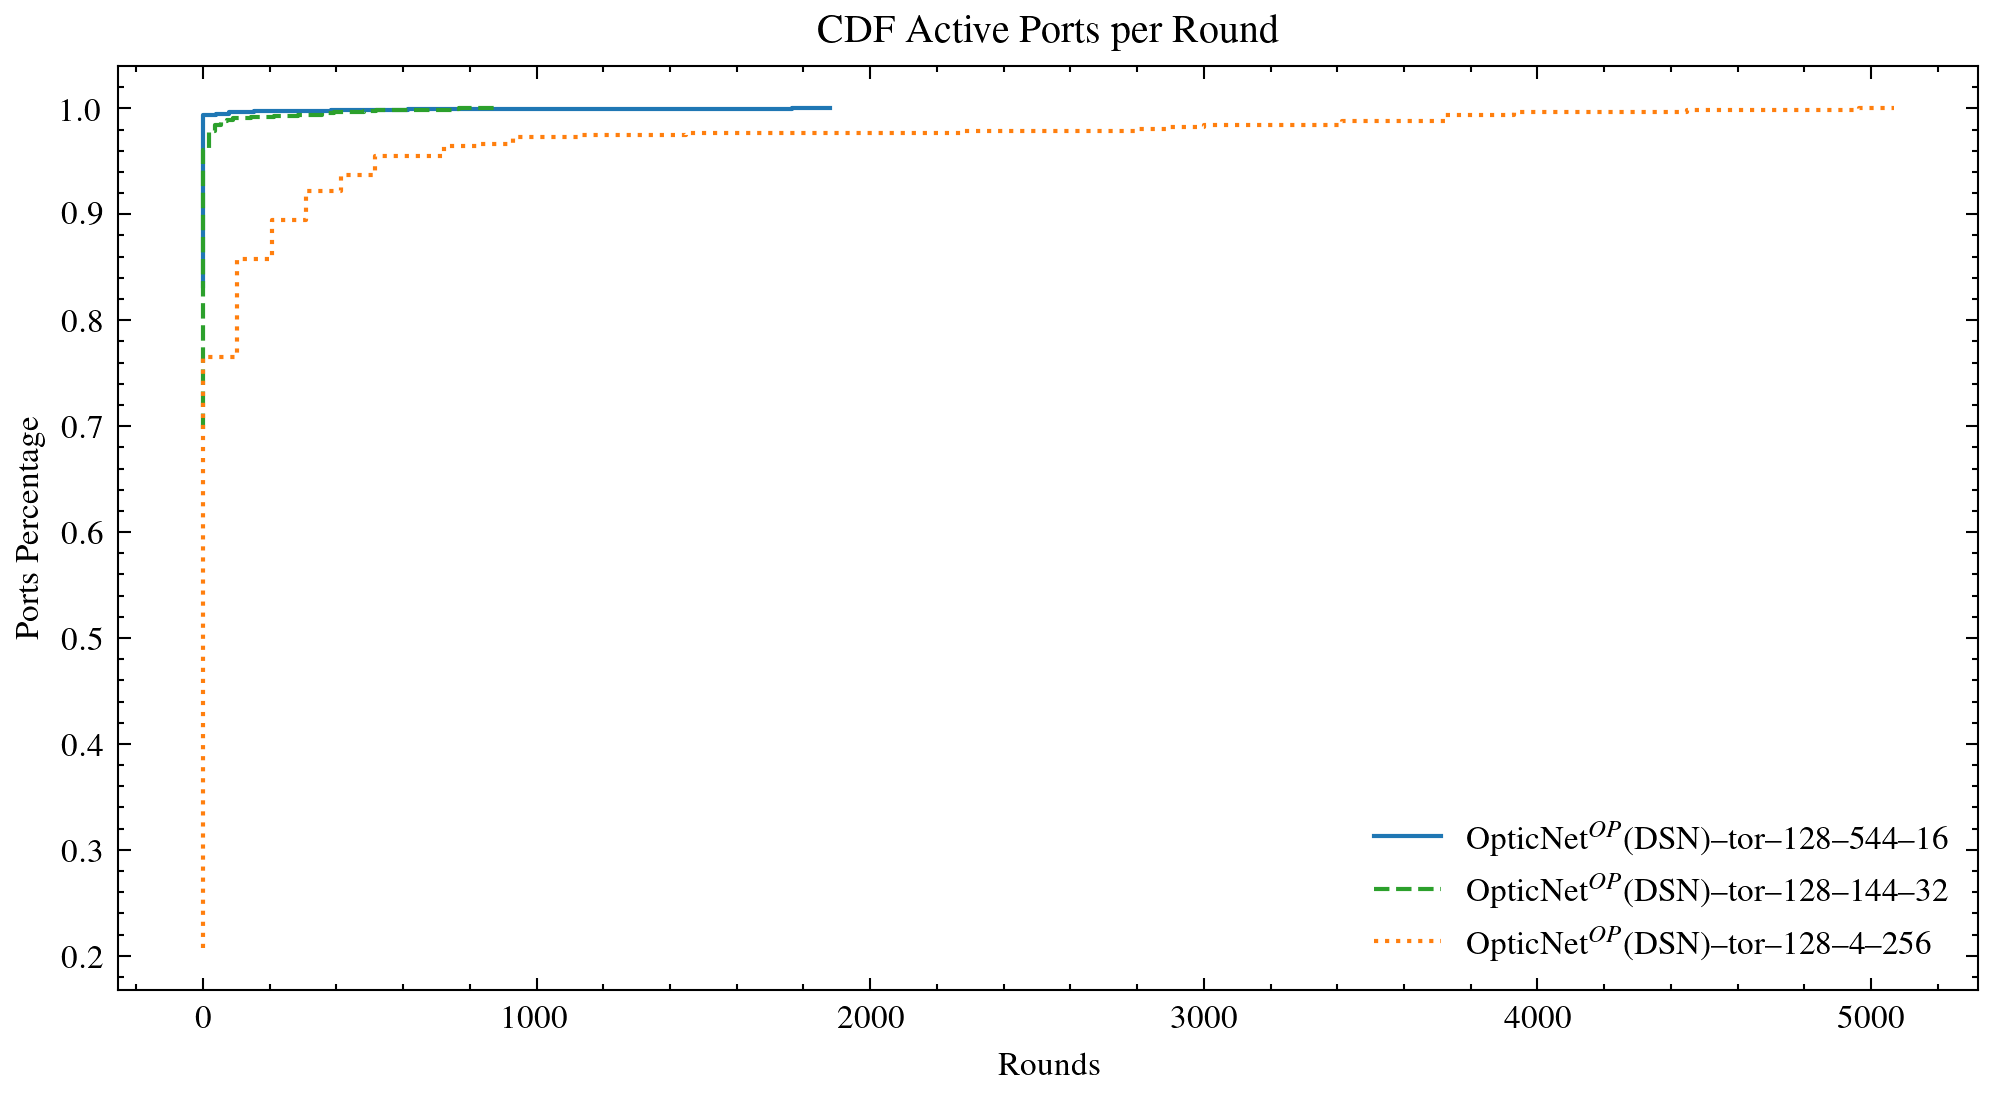 CDF Active Ports per Round
1.0
0.9
0.8
0.7
0.6
0.5
0.4
0.3
0.2
Ports Percentage
OpticNet^OP(DSN)–tor–128–544–16
OpticNet^OP(DSN)–tor–128–144–32
OpticNet^OP(DSN)–tor–128–4–256
0 1000 2000 3000 4000 5000
Rounds